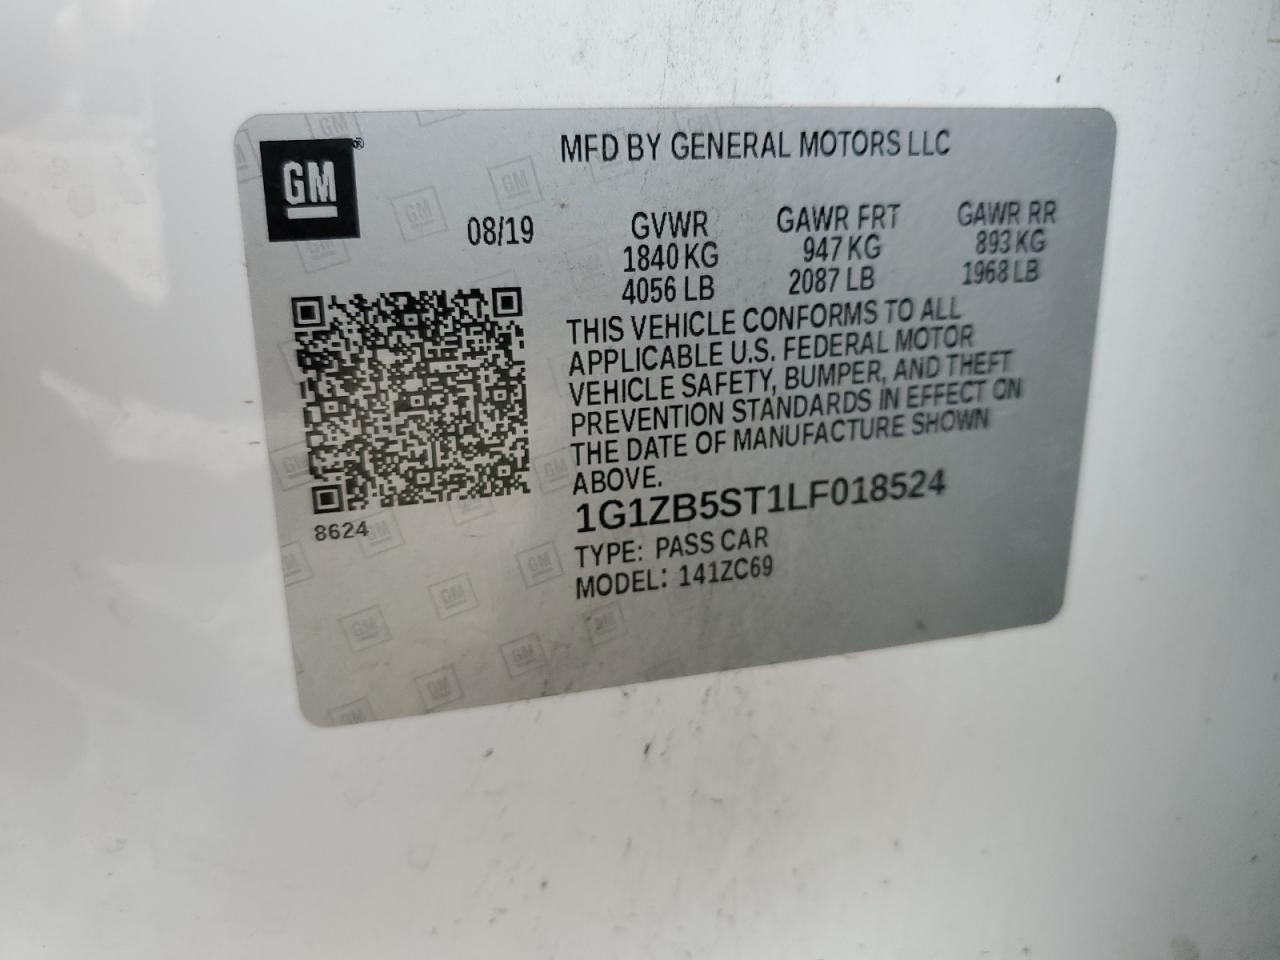 GM
MFD BY GENERAL MOTORS LLC
08/19
GVWR
1840 KG
4056 LB
GAWR FRT
947 KG
2087 LB
GAWR RR
893 KG
1968 LB
THIS VEHICLE CONFORMS TO ALL
APPLICABLE U.S. FEDERAL MOTOR
VEHICLE SAFETY, BUMPER, AND THEFT
PREVENTION STANDARDS IN EFFECT ON
THE DATE OF MANUFACTURE SHOWN
ABOVE.
1G1ZB5ST1LF018524
TYPE: PASS CAR
MODEL: 141ZC69
8624